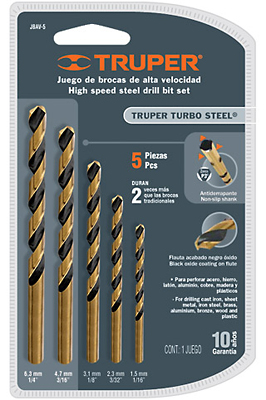 JBAV-5
TRUPER
Juego de brocas de alta velocidad
High speed steel drill bit set
TRUPER TURBO STEEL®
5 Piezas
Pcs
DURAN
2 veces más
que las brocas
tradicionales
Antiderrapante
Non-slip shank
Flauta acabado negro óxido
Black oxide coating on flute
• Para perforar acero, hierro,
latón, aluminio, cobre, madera y
plásticos
• For drilling cast iron, sheet
metal, iron steel, brass,
aluminium, bronze, wood and
plastic
6.3 mm
1/4"
4.7 mm
3/16"
3.1 mm
1/8"
2.3 mm
3/32"
1.5 mm
1/16"
CONT.: 1 JUEGO
10 años
Garantía